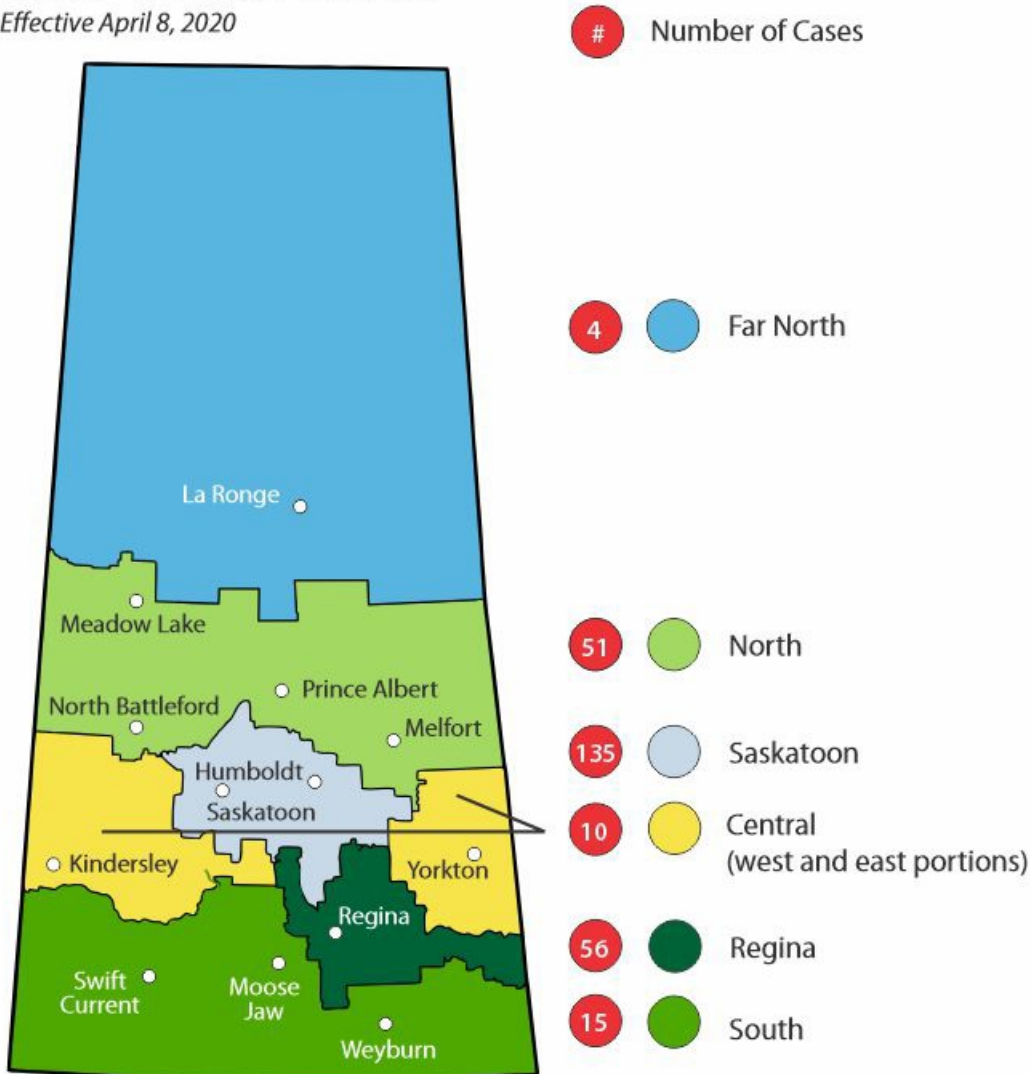 Effective April 8, 2020
# Number of Cases
4 Far North
La Ronge
Meadow Lake
51 North
Prince Albert
North Battleford
Melfort
135 Saskatoon
Humboldt
Saskatoon
10 Central
(west and east portions)
Kindersley
Yorkton
Regina
56 Regina
Swift
Current
Moose
Jaw
15 South
Weyburn